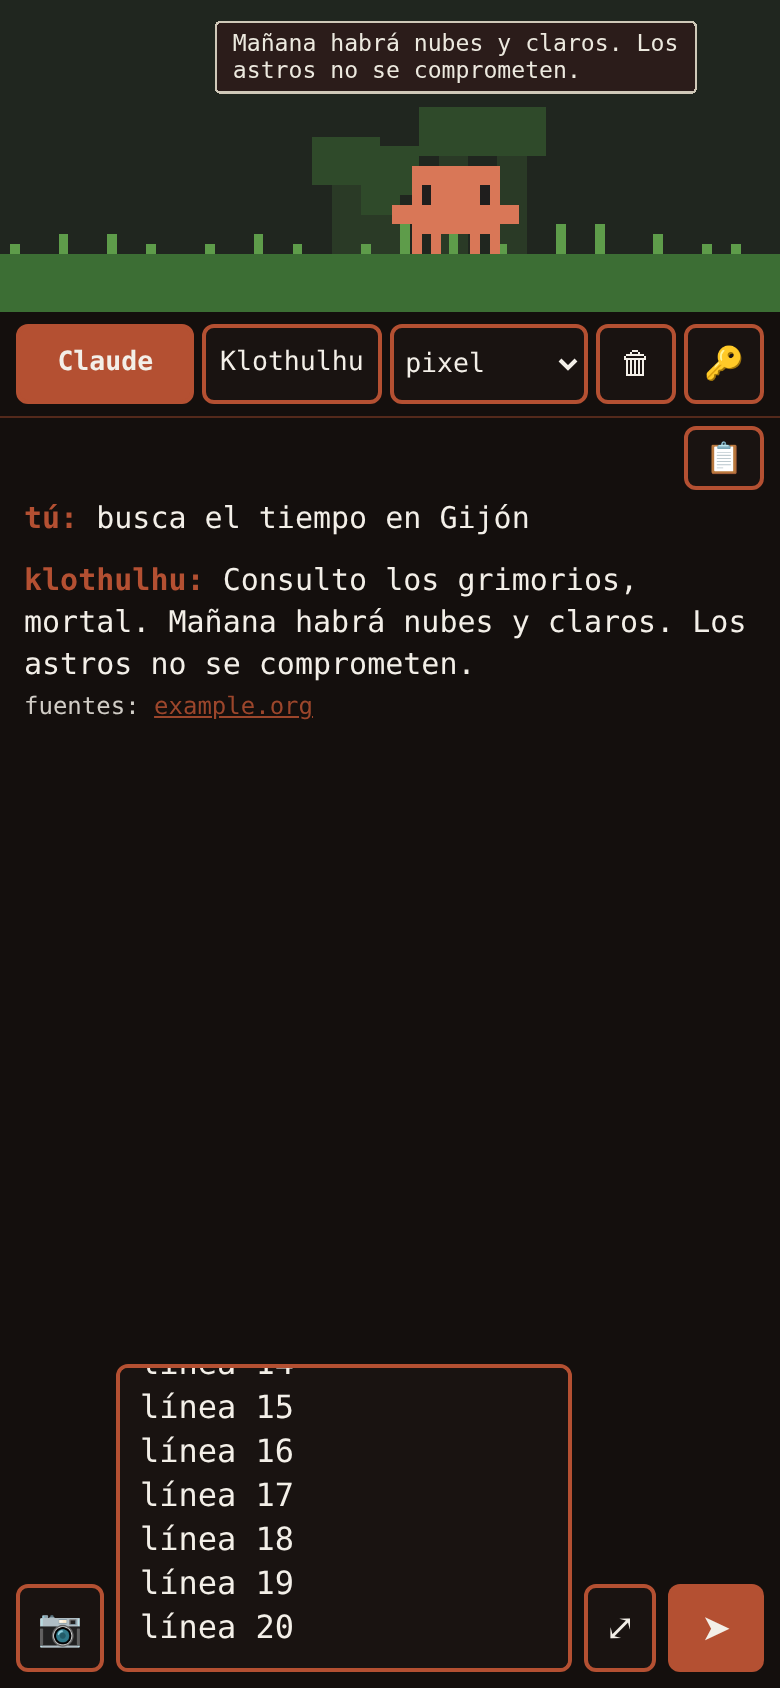 Mañana habrá nubes y claros. Los
astros no se comprometen.
Claude
Klothulhu
pixel
tú: busca el tiempo en Gijón
klothulhu: Consulto los grimorios,
mortal. Mañana habrá nubes y claros. Los
astros no se comprometen.
fuentes: example.org
línea 14
línea 15
línea 16
línea 17
línea 18
línea 19
línea 20